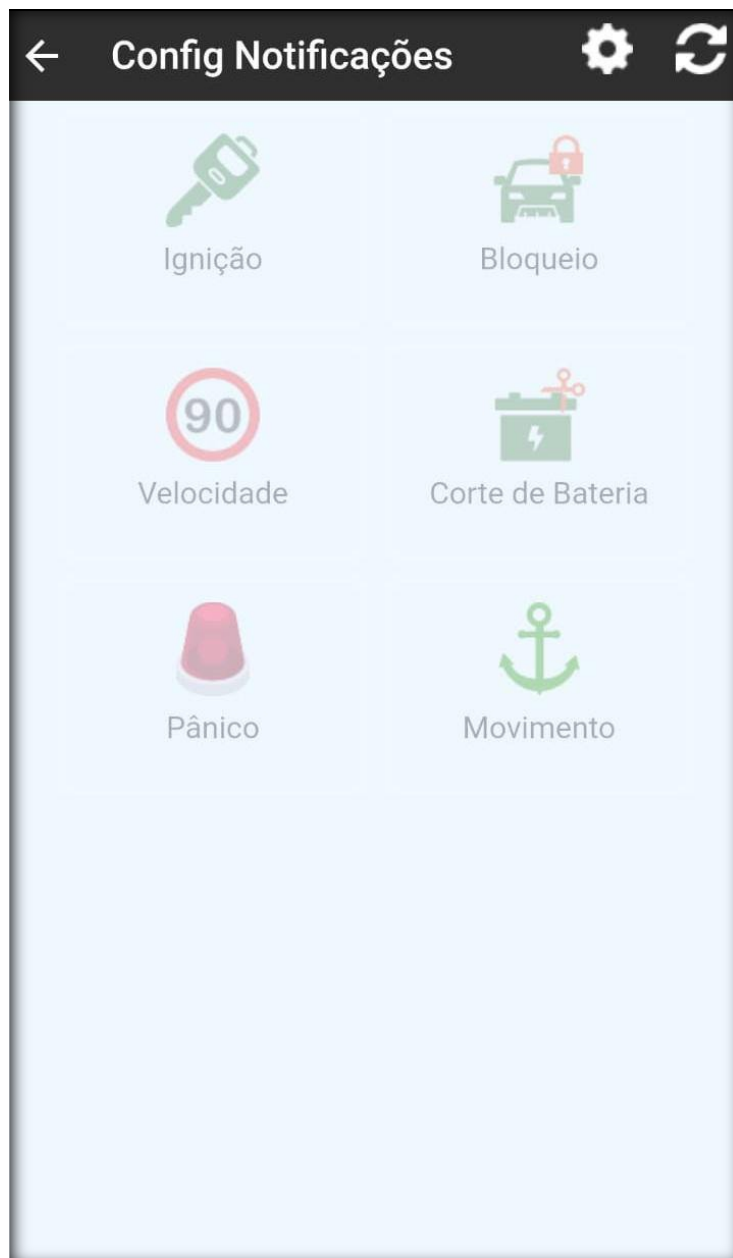 Config Notificações
Ignição
Bloqueio
90
Velocidade
Corte de Bateria
Pânico
Movimento